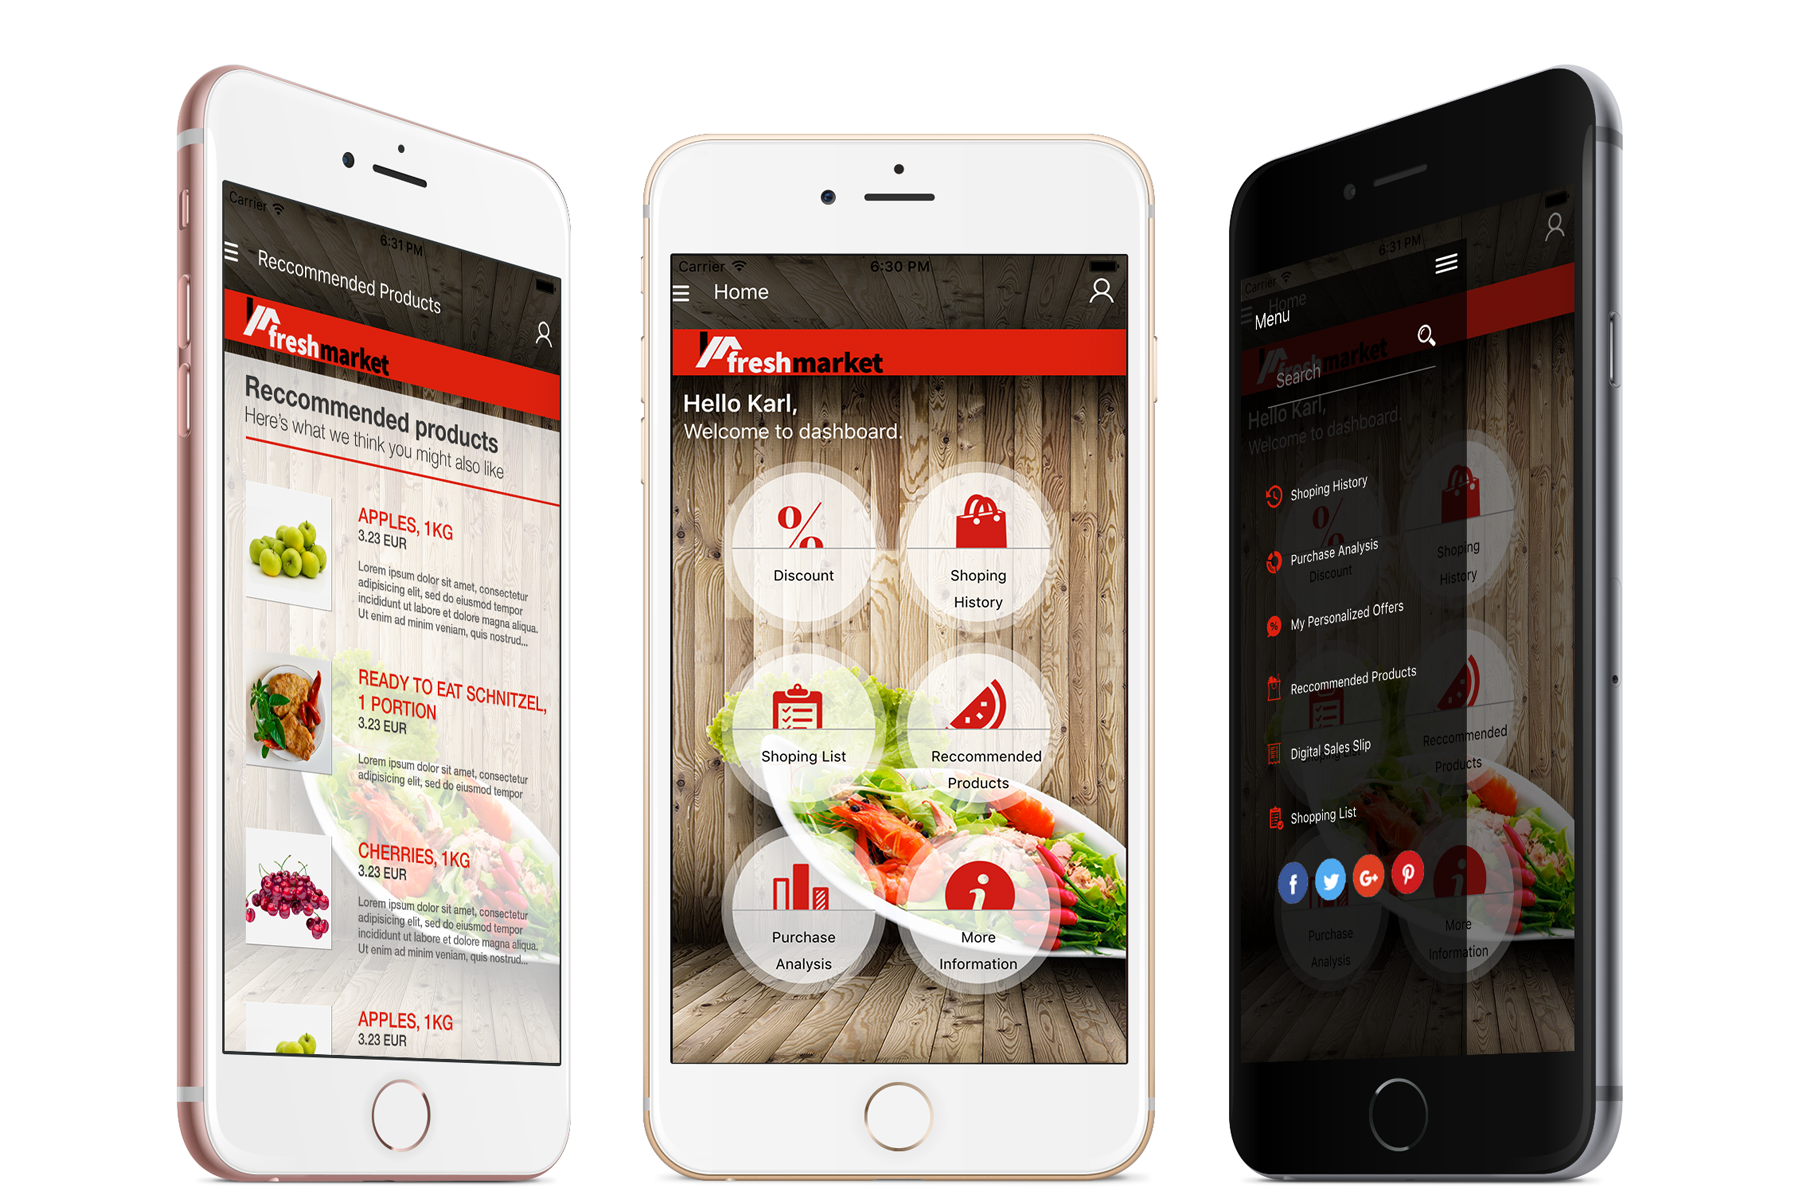 Carrier
6:31 PM
Reccommended Products
freshmarket
Reccommended products
Here's what we think you might also like
APPLES, 1KG
3.23 EUR
Lorem ipsum dolor sit amet, consectetur
adipisicing elit, sed do eiusmod tempor
incididunt ut labore et dolore magna aliqua.
Ut enim ad minim veniam, quis nostrud...
READY TO EAT SCHNITZEL,
1 PORTION
3.23 EUR
Lorem ipsum dolor sit amet, consectetur
adipisicing elit, sed do eiusmod tempor
CHERRIES, 1KG
3.23 EUR
Lorem ipsum dolor sit amet, consectetur
adipisicing elit, sed do eiusmod tempor
incididunt ut labore et dolore magna aliqua.
Ut enim ad minim veniam, quis nostrud...
APPLES, 1KG
3.23 EUR
Carrier
6:30 PM
Home
freshmarket
Hello Karl,
Welcome to dashboard.
%
Discount
Shoping
History
Shoping List
Reccommended
Products
Purchase
Analysis
i
More
Information
Carrier
6:31 PM
Home
Menu
freshmarket
Search
Hello Karl,
Welcome to dashboard.
Shoping History
%
Purchase Analysis
Discount
Shoping
History
My Personalized Offers
Reccommended Products
Digital Sales Slip
Shoping List
Reccommended
Products
Shopping List
f
G+
i
Purchase
Analysis
More
Information